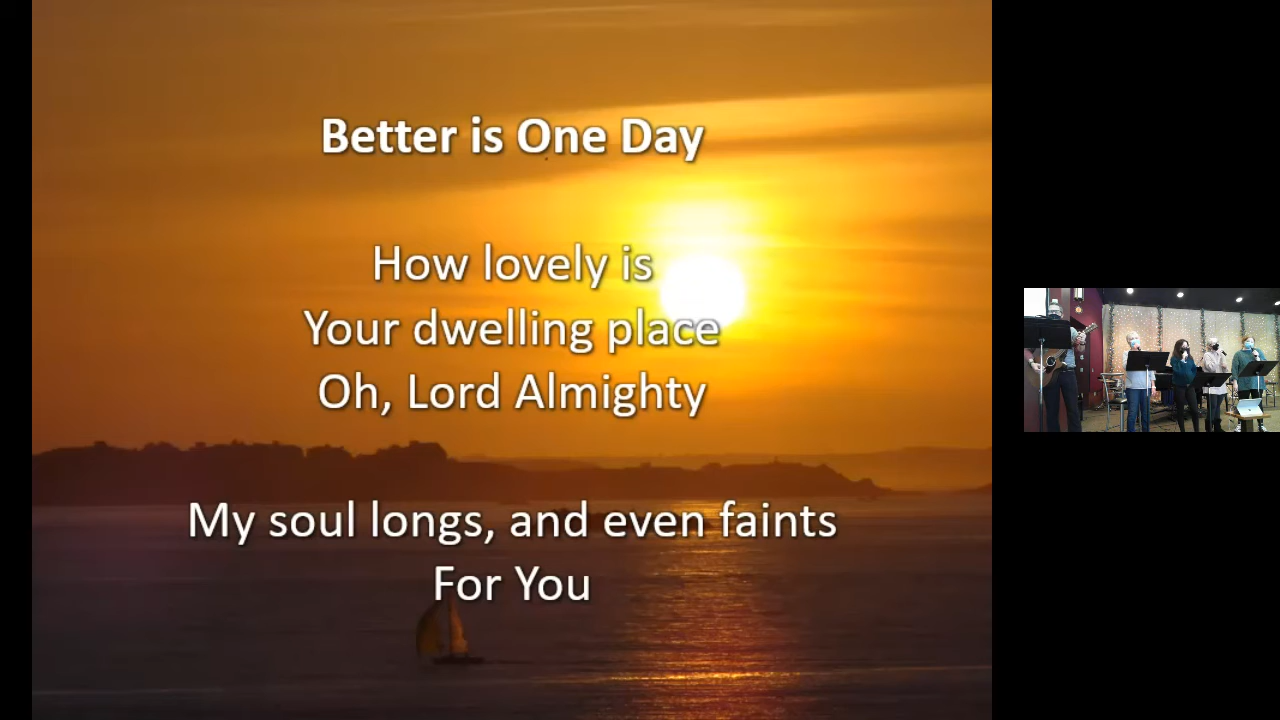 Better is One Day
How lovely is
Your dwelling place
Oh, Lord Almighty
My soul longs, and even faints
For You